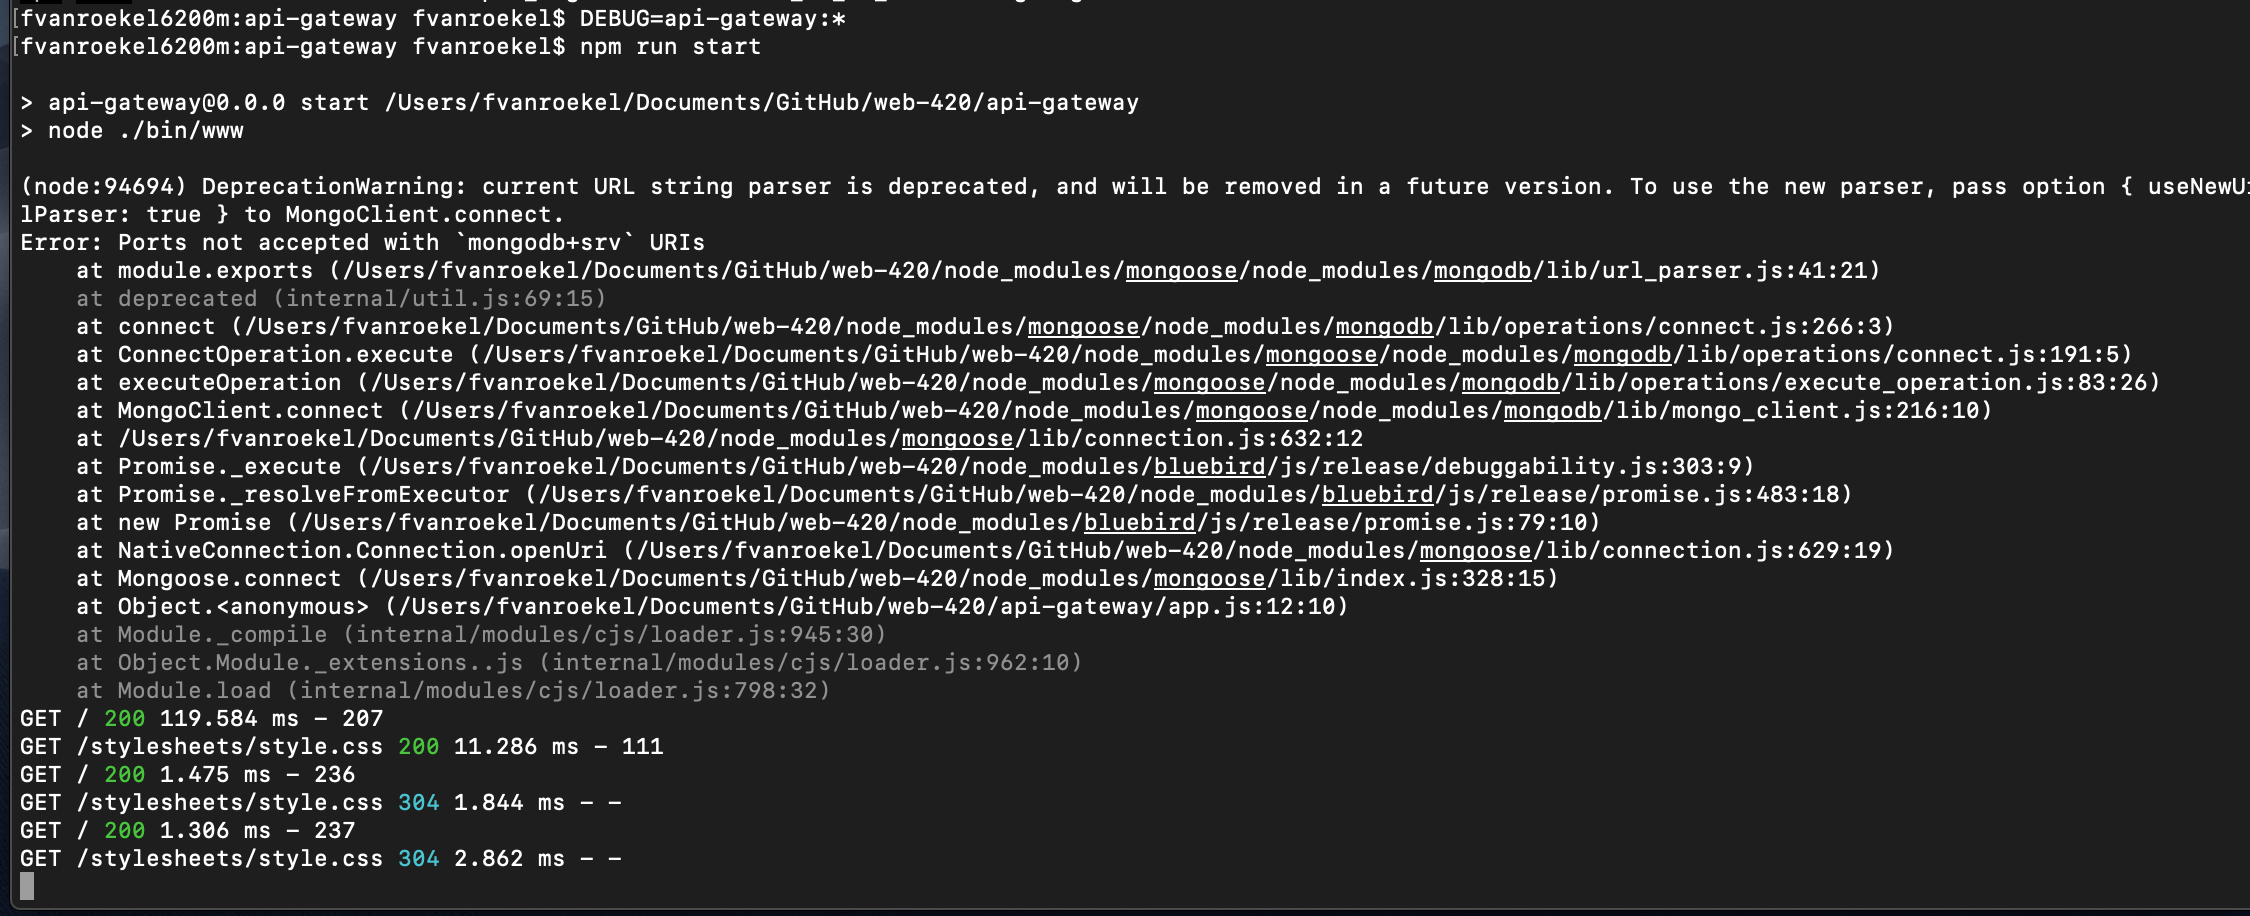 [fvanroekel6200m:api-gateway fvanroekel$ DEBUG=api-gateway:*
[fvanroekel6200m:api-gateway fvanroekel$ npm run start
> api-gateway@0.0.0 start /Users/fvanroekel/Documents/GitHub/web-420/api-gateway
> node ./bin/www
(node:94694) DeprecationWarning: current URL string parser is deprecated, and will be removed in a future version. To use the new parser, pass option { useNewUr
lParser: true } to MongoClient.connect.
Error: Ports not accepted with `mongodb+srv` URIs
    at module.exports (/Users/fvanroekel/Documents/GitHub/web-420/node_modules/mongoose/node_modules/mongodb/lib/url_parser.js:41:21)
    at deprecated (internal/util.js:69:15)
    at connect (/Users/fvanroekel/Documents/GitHub/web-420/node_modules/mongoose/node_modules/mongodb/lib/operations/connect.js:266:3)
    at ConnectOperation.execute (/Users/fvanroekel/Documents/GitHub/web-420/node_modules/mongoose/node_modules/mongodb/lib/operations/connect.js:191:5)
    at executeOperation (/Users/fvanroekel/Documents/GitHub/web-420/node_modules/mongoose/node_modules/mongodb/lib/operations/execute_operation.js:83:26)
    at MongoClient.connect (/Users/fvanroekel/Documents/GitHub/web-420/node_modules/mongoose/node_modules/mongodb/lib/mongo_client.js:216:10)
    at /Users/fvanroekel/Documents/GitHub/web-420/node_modules/mongoose/lib/connection.js:632:12
    at Promise._execute (/Users/fvanroekel/Documents/GitHub/web-420/node_modules/bluebird/js/release/debuggability.js:303:9)
    at Promise._resolveFromExecutor (/Users/fvanroekel/Documents/GitHub/web-420/node_modules/bluebird/js/release/promise.js:483:18)
    at new Promise (/Users/fvanroekel/Documents/GitHub/web-420/node_modules/bluebird/js/release/promise.js:79:10)
    at NativeConnection.Connection.openUri (/Users/fvanroekel/Documents/GitHub/web-420/node_modules/mongoose/lib/connection.js:629:19)
    at Mongoose.connect (/Users/fvanroekel/Documents/GitHub/web-420/node_modules/mongoose/lib/index.js:328:15)
    at Object.<anonymous> (/Users/fvanroekel/Documents/GitHub/web-420/api-gateway/app.js:12:10)
    at Module._compile (internal/modules/cjs/loader.js:945:30)
    at Object.Module._extensions..js (internal/modules/cjs/loader.js:962:10)
    at Module.load (internal/modules/cjs/loader.js:798:32)
GET / 200 119.584 ms - 207
GET /stylesheets/style.css 200 11.286 ms - 111
GET / 200 1.475 ms - 236
GET /stylesheets/style.css 304 1.844 ms - -
GET / 200 1.306 ms - 237
GET /stylesheets/style.css 304 2.862 ms - -